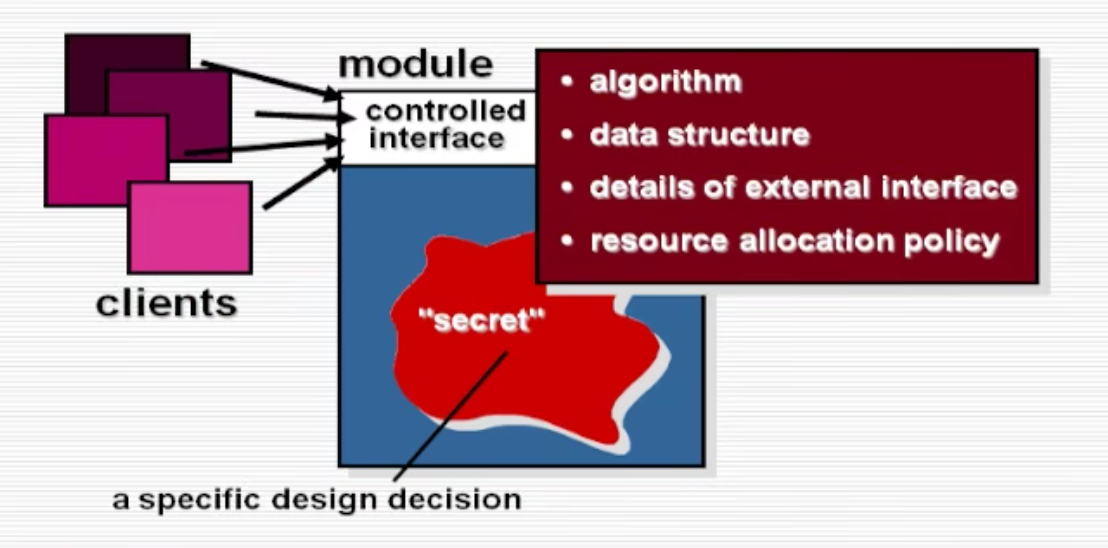 module
controlled
interface
• algorithm
• data structure
• details of external interface
• resource allocation policy
clients
"secret"
a specific design decision